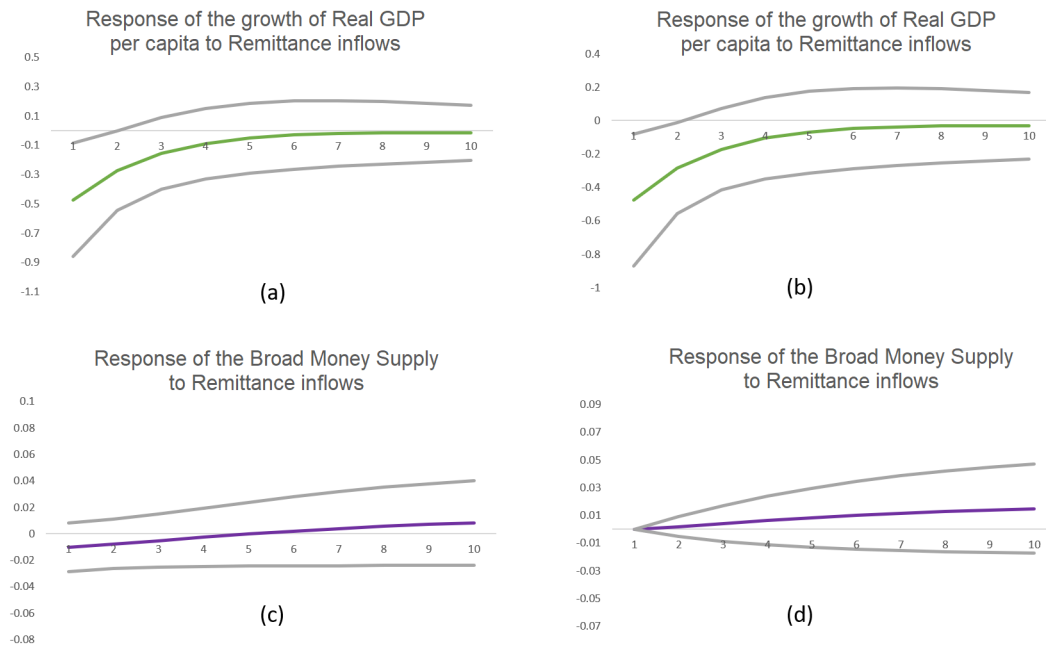 Response of the growth of Real GDP
per capita to Remittance inflows
0.5
0.3
0.1
-0.1
-0.3
-0.5
-0.7
-0.9
-1.1
1 2 3 4 5 6 7 8 9 10
(a)
Response of the growth of Real GDP
per capita to Remittance inflows
0.4
0.2
0
-0.2
-0.4
-0.6
-0.8
-1
1 2 3 4 5 6 7 8 9 10
(b)
Response of the Broad Money Supply
to Remittance inflows
0.1
0.08
0.06
0.04
0.02
0
-0.02
-0.04
-0.06
-0.08
1 2 3 4 5 6 7 8 9 10
(c)
Response of the Broad Money Supply
to Remittance inflows
0.09
0.07
0.05
0.03
0.01
-0.01
-0.03
-0.05
-0.07
1 2 3 4 5 6 7 8 9 10
(d)